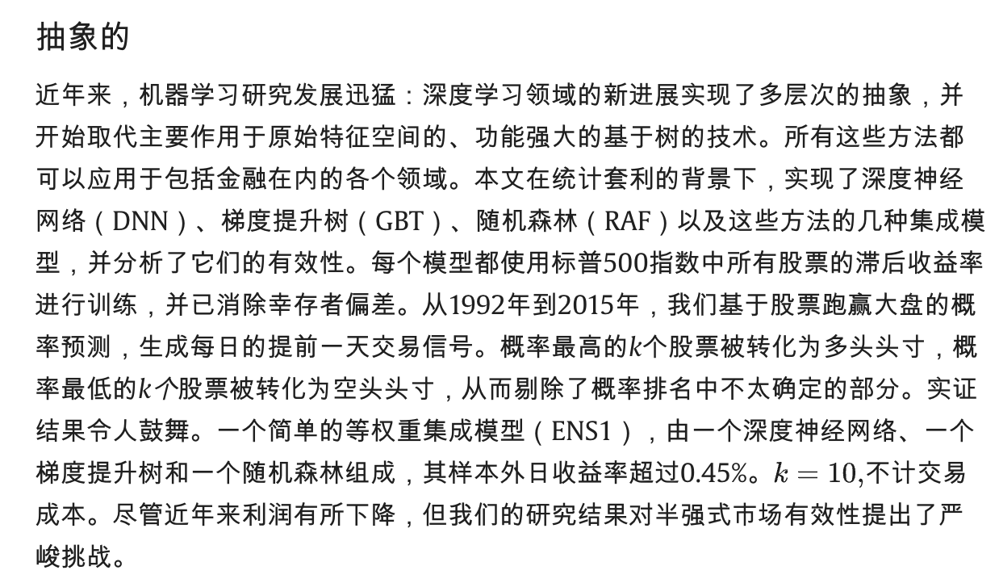 抽象的
近年来，机器学习研究发展迅猛：深度学习领域的新进展实现了多层次的抽象，并
开始取代主要作用于原始特征空间的、功能强大的基于树的技术。所有这些方法都
可以应用于包括金融在内的各个领域。本文在统计套利的背景下，实现了深度神经
网络（DNN）、梯度提升树（GBT）、随机森林（RAF）以及这些方法的几种集成模
型，并分析了它们的有效性。每个模型都使用标普500指数中所有股票的滞后收益率
进行训练，并已消除幸存者偏差。从1992年到2015年，我们基于股票跑赢大盘的概
率预测，生成每日的提前一天交易信号。概率最高的k个股票被转化为多头头寸，概
率最低的k个股票被转化为空头头寸，从而剔除了概率排名中不太确定的部分。实证
结果令人鼓舞。一个简单的等权重集成模型（ENS1 ），由一个深度神经网络、一个
梯度提升树和一个随机森林组成，其样本外日收益率超过0.45%。k = 10,不计交易
成本。尽管近年来利润有所下降，但我们的研究结果对半强式市场有效性提出了严
峻挑战。